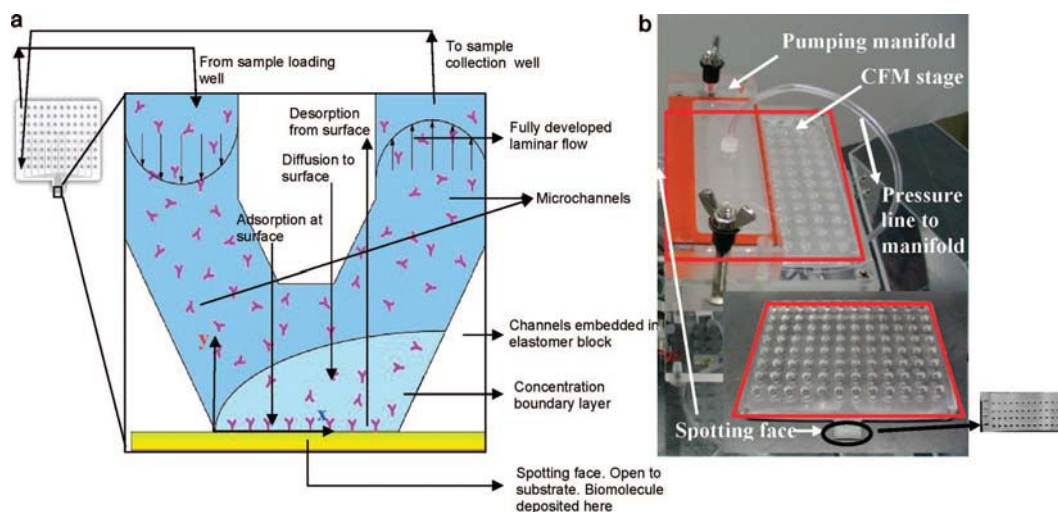 a
From sample loading
well
To sample
collection well
Desorption
from surface
Fully developed
laminar flow
Diffusion to
surface
Microchannels
Adsorption at
surface
y
Channels embedded in
elastomer block
Concentration
boundary layer
x
Spotting face. Open to
substrate. Biomolecule
deposited here
b
Pumping manifold
CFM stage
Pressure
line to
manifold
Spotting face